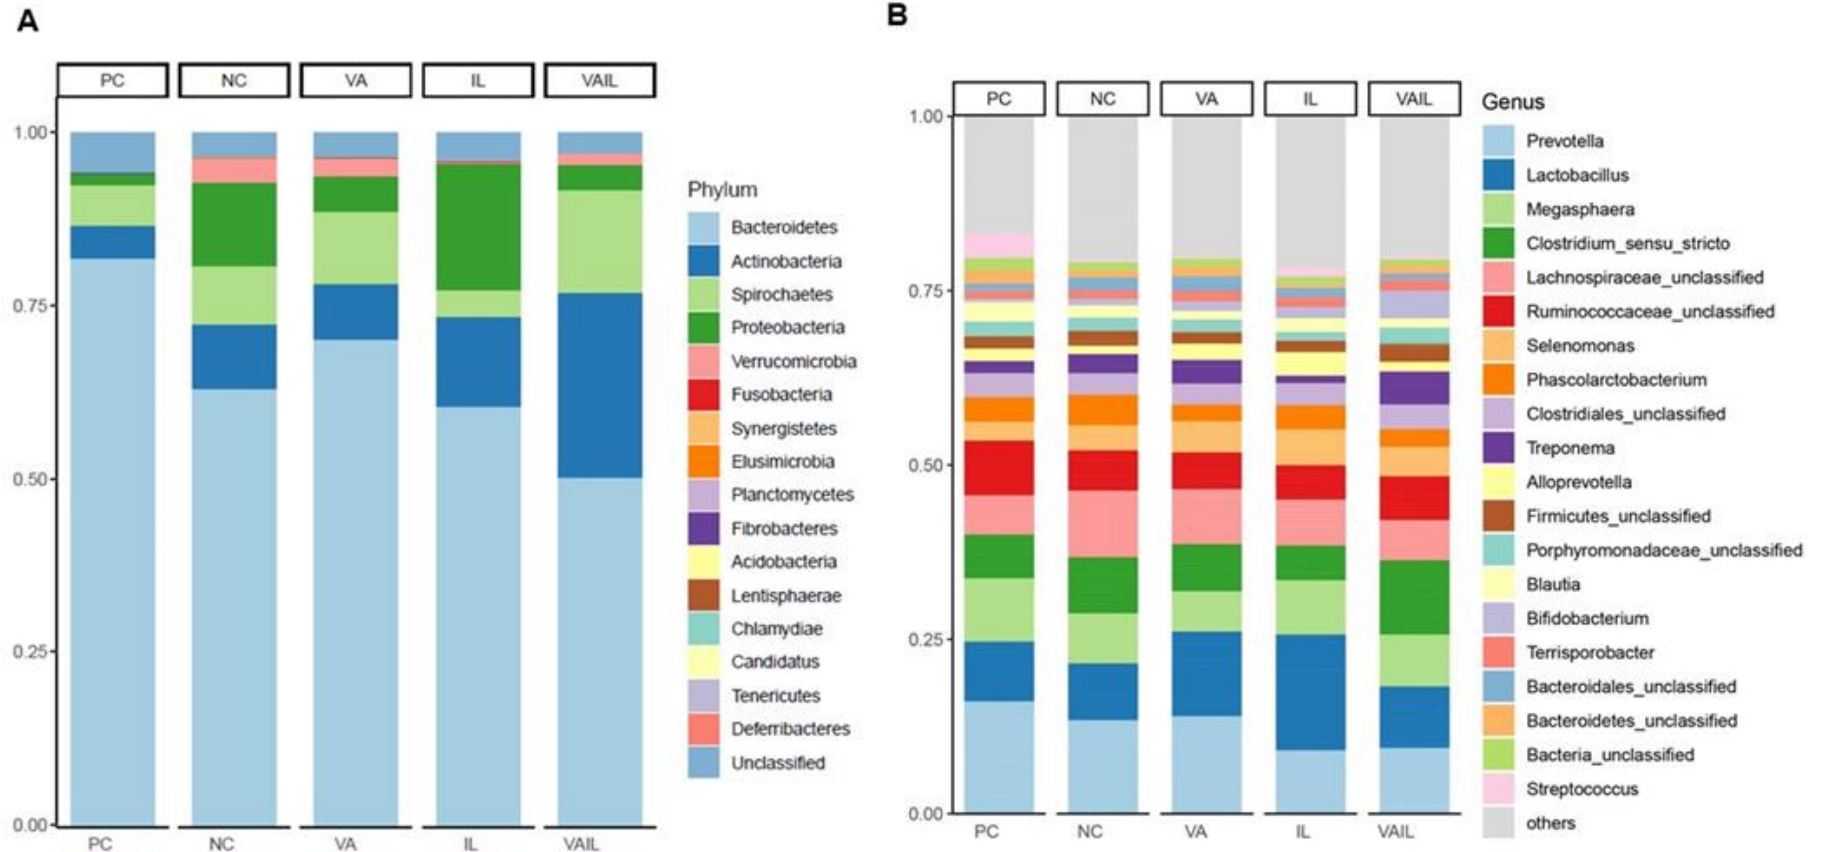 A
PC NC VA IL VAIL
1.00
0.75
0.50
0.25
0.00
PC NC VA IL VAIL
Phylum
Bacteroidetes
Actinobacteria
Spirochaetes
Proteobacteria
Verrucomicrobia
Fusobacteria
Synergistetes
Elusimicrobia
Planctomycetes
Fibrobacteres
Acidobacteria
Lentisphaerae
Chlamydiae
Candidatus
Tenericutes
Deferribacteres
Unclassified
B
PC NC VA IL VAIL
1.00
0.75
0.50
0.25
0.00
PC NC VA IL VAIL
Genus
Prevotella
Lactobacillus
Megasphaera
Clostridium_sensu_stricto
Lachnospiraceae_unclassified
Ruminococcaceae_unclassified
Selenomonas
Phascolarctobacterium
Clostridiales_unclassified
Treponema
Alloprevotella
Firmicutes_unclassified
Porphyromonadaceae_unclassified
Blautia
Bifidobacterium
Terrisporobacter
Bacteroidales_unclassified
Bacteroidetes_unclassified
Bacteria_unclassified
Streptococcus
others